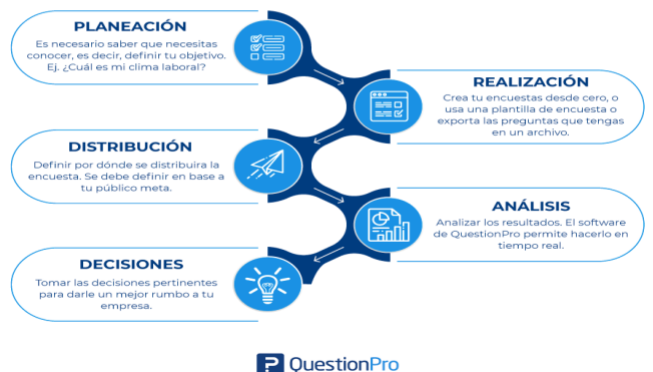 PLANEACIÓN
Es necesario saber que necesitas
conocer, es decir, definir tu objetivo.
Ej. ¿Cuál es mi clima laboral?
REALIZACIÓN
Crea tu encuestas desde cero, o
usa una plantilla de encuesta o
exporta las preguntas que tengas
en un archivo.
DISTRIBUCIÓN
Definir por dónde se distribuira la
encuesta. Se debe definir en base a
tu público meta.
ANÁLISIS
Analizar los resultados. El software
de QuestionPro permite hacerlo en
tiempo real.
DECISIONES
Tomar las decisiones pertinentes
para darle un mejor rumbo a tu
empresa.
QuestionPro